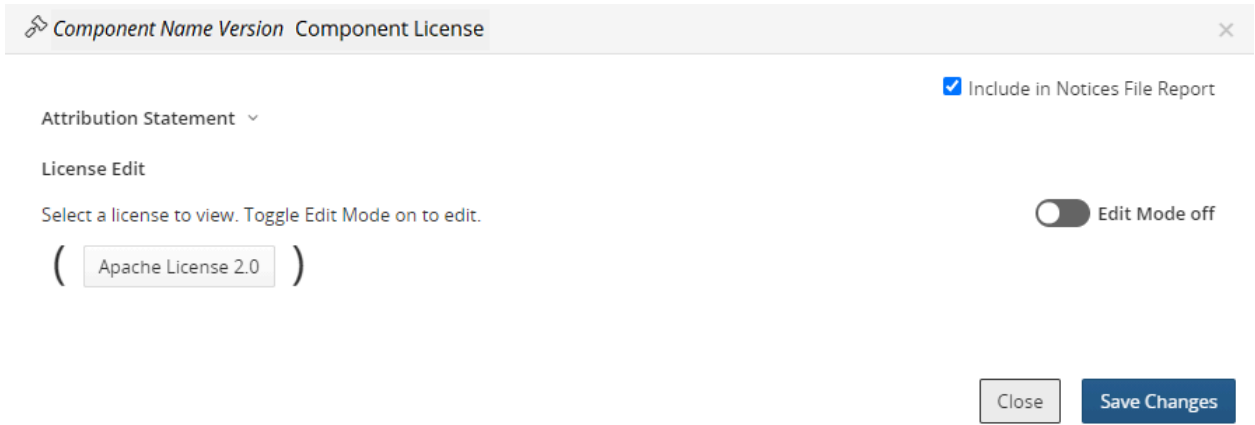 Component Name Version Component License
Include in Notices File Report
Attribution Statement
License Edit
Select a license to view. Toggle Edit Mode on to edit.
Edit Mode off
( Apache License 2.0 )
Close
Save Changes